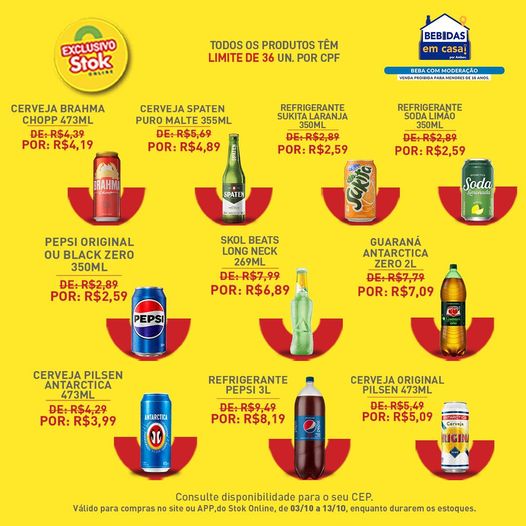 EXCLUSIVO
Stok
ONLINE
TODOS OS PRODUTOS TÊM
LIMITE DE 36 UN. POR CPF
BEBIDAS
em casa!
por Ambev
BEBA COM MODERAÇÃO
VENDA PROIBIDA PARA MENORES DE 18 ANOS.
CERVEJA BRAHMA
CHOPP 473ML
DE: R$4,39
POR: R$4,19
BRAHMA
CERVEJA SPATEN
PURO MALTE 355ML
DE: R$5,69
POR: R$4,89
SPATEN
REFRIGERANTE
SUKITA LARANJA
350ML
DE: R$2,89
POR: R$2,59
REFRIGERANTE
SODA LIMÃO
350ML
DE: R$2,89
POR: R$2,59
Soda
Limonada
PEPSI ORIGINAL
OU BLACK ZERO
350ML
DE: R$2,89
POR: R$2,59
PEPSI
SKOL BEATS
LONG NECK
269ML
DE: R$7,99
POR: R$6,89
GUARANÁ
ANTARCTICA
ZERO 2L
DE: R$7,79
POR: R$7,09
CERVEJA PILSEN
ANTARCTICA
473ML
DE: R$4,29
POR: R$3,99
ANTARCTICA
REFRIGERANTE
PEPSI 3L
DE: R$9,49
POR: R$8,19
pepsi
CERVEJA ORIGINAL
PILSEN 473ML
DE: R$5,49
POR: R$5,09
Cerveja
Consulte disponibilidade para o seu CEP.
Válido para compras no site ou APP,do Stok Online, de 03/10 a 13/10, enquanto durarem os estoques.